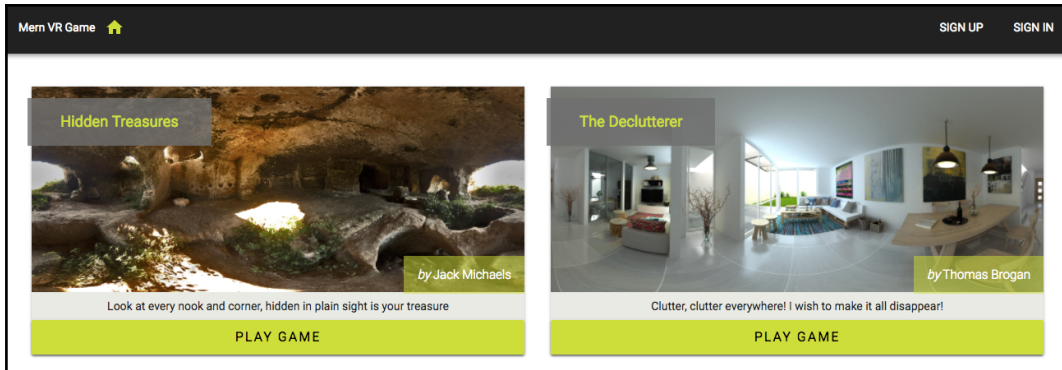 Mern VR Game
SIGN UP SIGN IN
Hidden Treasures
by Jack Michaels
Look at every nook and corner, hidden in plain sight is your treasure
PLAY GAME
The Declutterer
by Thomas Brogan
Clutter, clutter everywhere! I wish to make it all disappear!
PLAY GAME